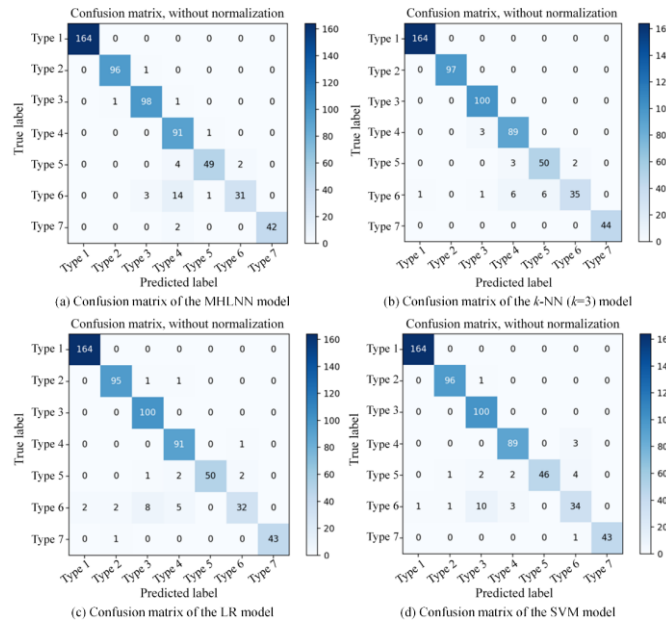 Confusion matrix, without normalization
True label
Type 1 164 0 0 0 0 0 0
Type 2 0 96 1 0 0 0 0
Type 3 0 1 98 1 0 0 0
Type 4 0 0 0 91 1 0 0
Type 5 0 0 0 4 49 2 0
Type 6 0 0 3 14 1 31 0
Type 7 0 0 0 2 0 0 42
Type 1 Type 2 Type 3 Type 4 Type 5 Type 6 Type 7
Predicted label
160
140
120
100
80
60
40
20
0
(a) Confusion matrix of the MHLNN model
Confusion matrix, without normalization
True label
Type 1 164 0 0 0 0 0 0
Type 2 0 97 0 0 0 0 0
Type 3 0 0 100 0 0 0 0
Type 4 0 0 3 89 0 0 0
Type 5 0 0 0 3 50 2 0
Type 6 1 0 1 6 6 35 0
Type 7 0 0 0 0 0 0 44
Type 1 Type 2 Type 3 Type 4 Type 5 Type 6 Type 7
Predicted label
160
140
120
100
80
60
40
20
0
(b) Confusion matrix of the k-NN (k=3) model
Confusion matrix, without normalization
True label
Type 1 164 0 0 0 0 0 0
Type 2 0 95 1 1 0 0 0
Type 3 0 0 100 0 0 0 0
Type 4 0 0 0 91 0 1 0
Type 5 0 0 1 2 50 2 0
Type 6 2 2 8 5 0 32 0
Type 7 0 1 0 0 0 0 43
Type 1 Type 2 Type 3 Type 4 Type 5 Type 6 Type 7
Predicted label
160
140
120
100
80
60
40
20
0
(c) Confusion matrix of the LR model
Confusion matrix, without normalization
True label
Type 1 164 0 0 0 0 0 0
Type 2 0 96 1 0 0 0 0
Type 3 0 0 100 0 0 0 0
Type 4 0 0 0 89 0 3 0
Type 5 0 1 2 2 46 4 0
Type 6 1 1 10 3 0 34 0
Type 7 0 0 0 0 0 1 43
Type 1 Type 2 Type 3 Type 4 Type 5 Type 6 Type 7
Predicted label
160
140
120
100
80
60
40
20
0
(d) Confusion matrix of the SVM model